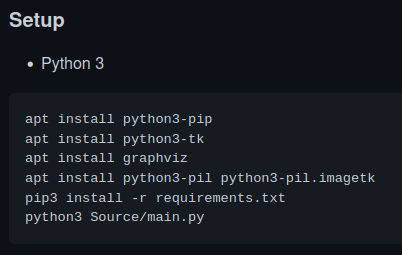 Setup
Python 3
apt install python3-pip
apt install python3-tk
apt install graphviz
apt install python3-pil python3-pil.imagetk
pip3 install -r requirements.txt
python3 Source/main.py